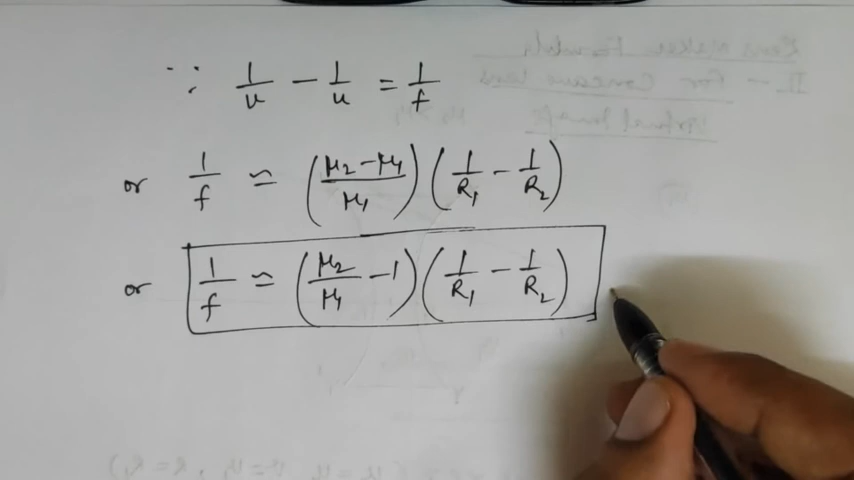 ∵ 1/v − 1/u = 1/f
or 1/f ≃ ((μ₂ − μ₁)/μ₁) (1/R₁ − 1/R₂)
or 1/f ≃ (μ₂/μ₁ − 1) (1/R₁ − 1/R₂)